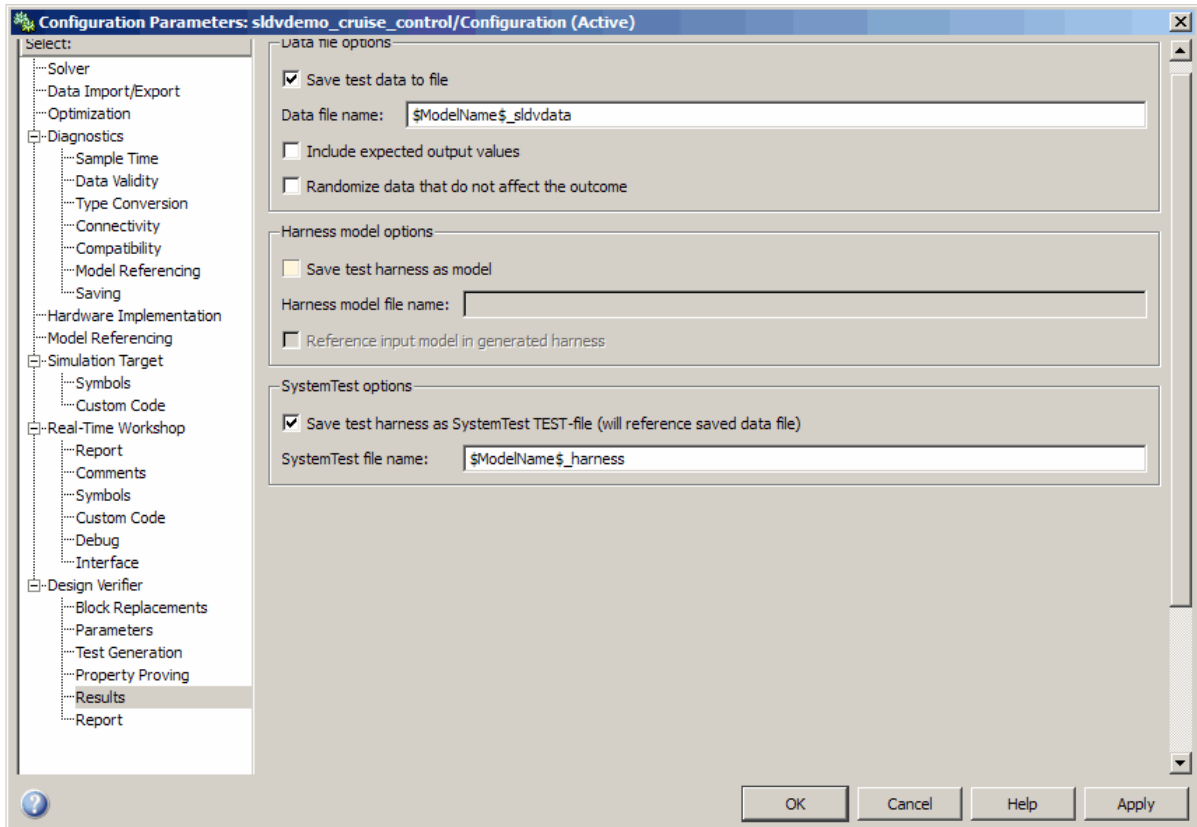 Configuration Parameters: sldvdemo_cruise_control/Configuration (Active)
Select:
Solver
Data Import/Export
Optimization
Diagnostics
Sample Time
Data Validity
Type Conversion
Connectivity
Compatibility
Model Referencing
Saving
Hardware Implementation
Model Referencing
Simulation Target
Symbols
Custom Code
Real-Time Workshop
Report
Comments
Symbols
Custom Code
Debug
Interface
Design Verifier
Block Replacements
Parameters
Test Generation
Property Proving
Results
Report
Data file options
Save test data to file
Data file name: $ModelName$_sldvdata
Include expected output values
Randomize data that do not affect the outcome
Harness model options
Save test harness as model
Harness model file name:
Reference input model in generated harness
SystemTest options
Save test harness as SystemTest TEST-file (will reference saved data file)
SystemTest file name: $ModelName$_harness
OK Cancel Help Apply